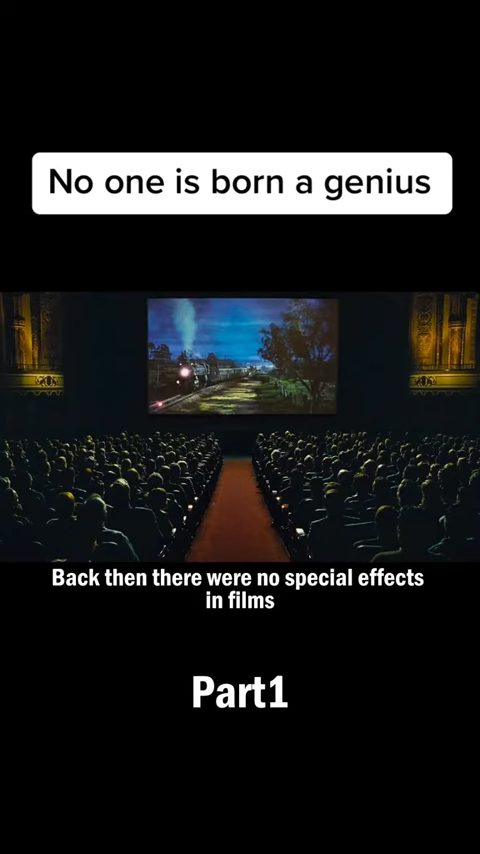 No one is born a genius
Back then there were no special effects
in films
Part1